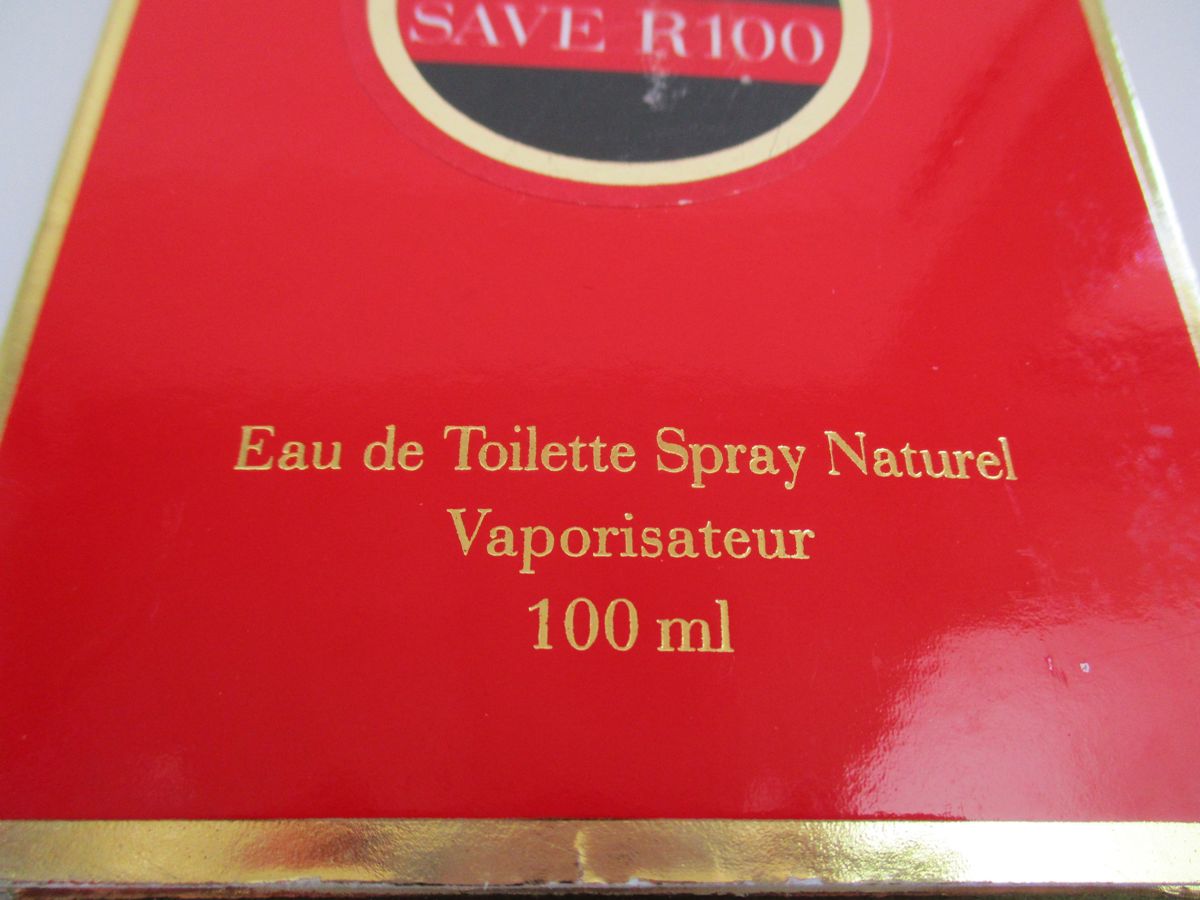 SAVE R100
Eau de Toilette Spray Naturel
Vaporisateur
100 ml